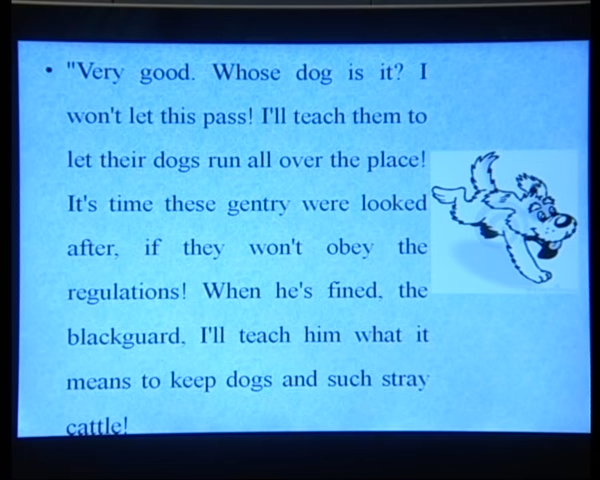 • "Very good. Whose dog is it? I
won't let this pass! I'll teach them to
let their dogs run all over the place!
It's time these gentry were looked
after, if they won't obey the
regulations! When he's fined, the
blackguard, I'll teach him what it
means to keep dogs and such stray
cattle!